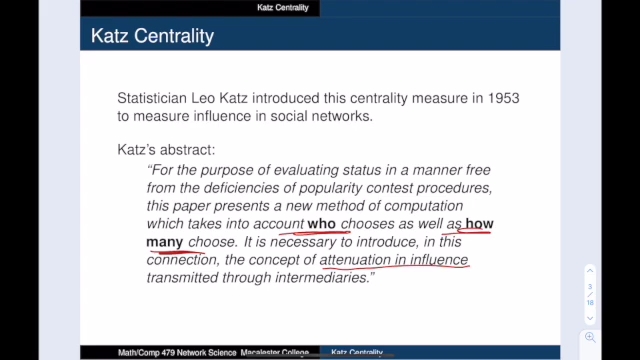 Katz Centrality
Katz Centrality
Statistician Leo Katz introduced this centrality measure in 1953
to measure influence in social networks.
Katz's abstract:
"For the purpose of evaluating status in a manner free
from the deficiencies of popularity contest procedures,
this paper presents a new method of computation
which takes into account who chooses as well as how
many choose. It is necessary to introduce, in this
connection, the concept of attenuation in influence
transmitted through intermediaries."
3
/
18
Math/Comp 479 Network Science Macalester College Katz Centrality